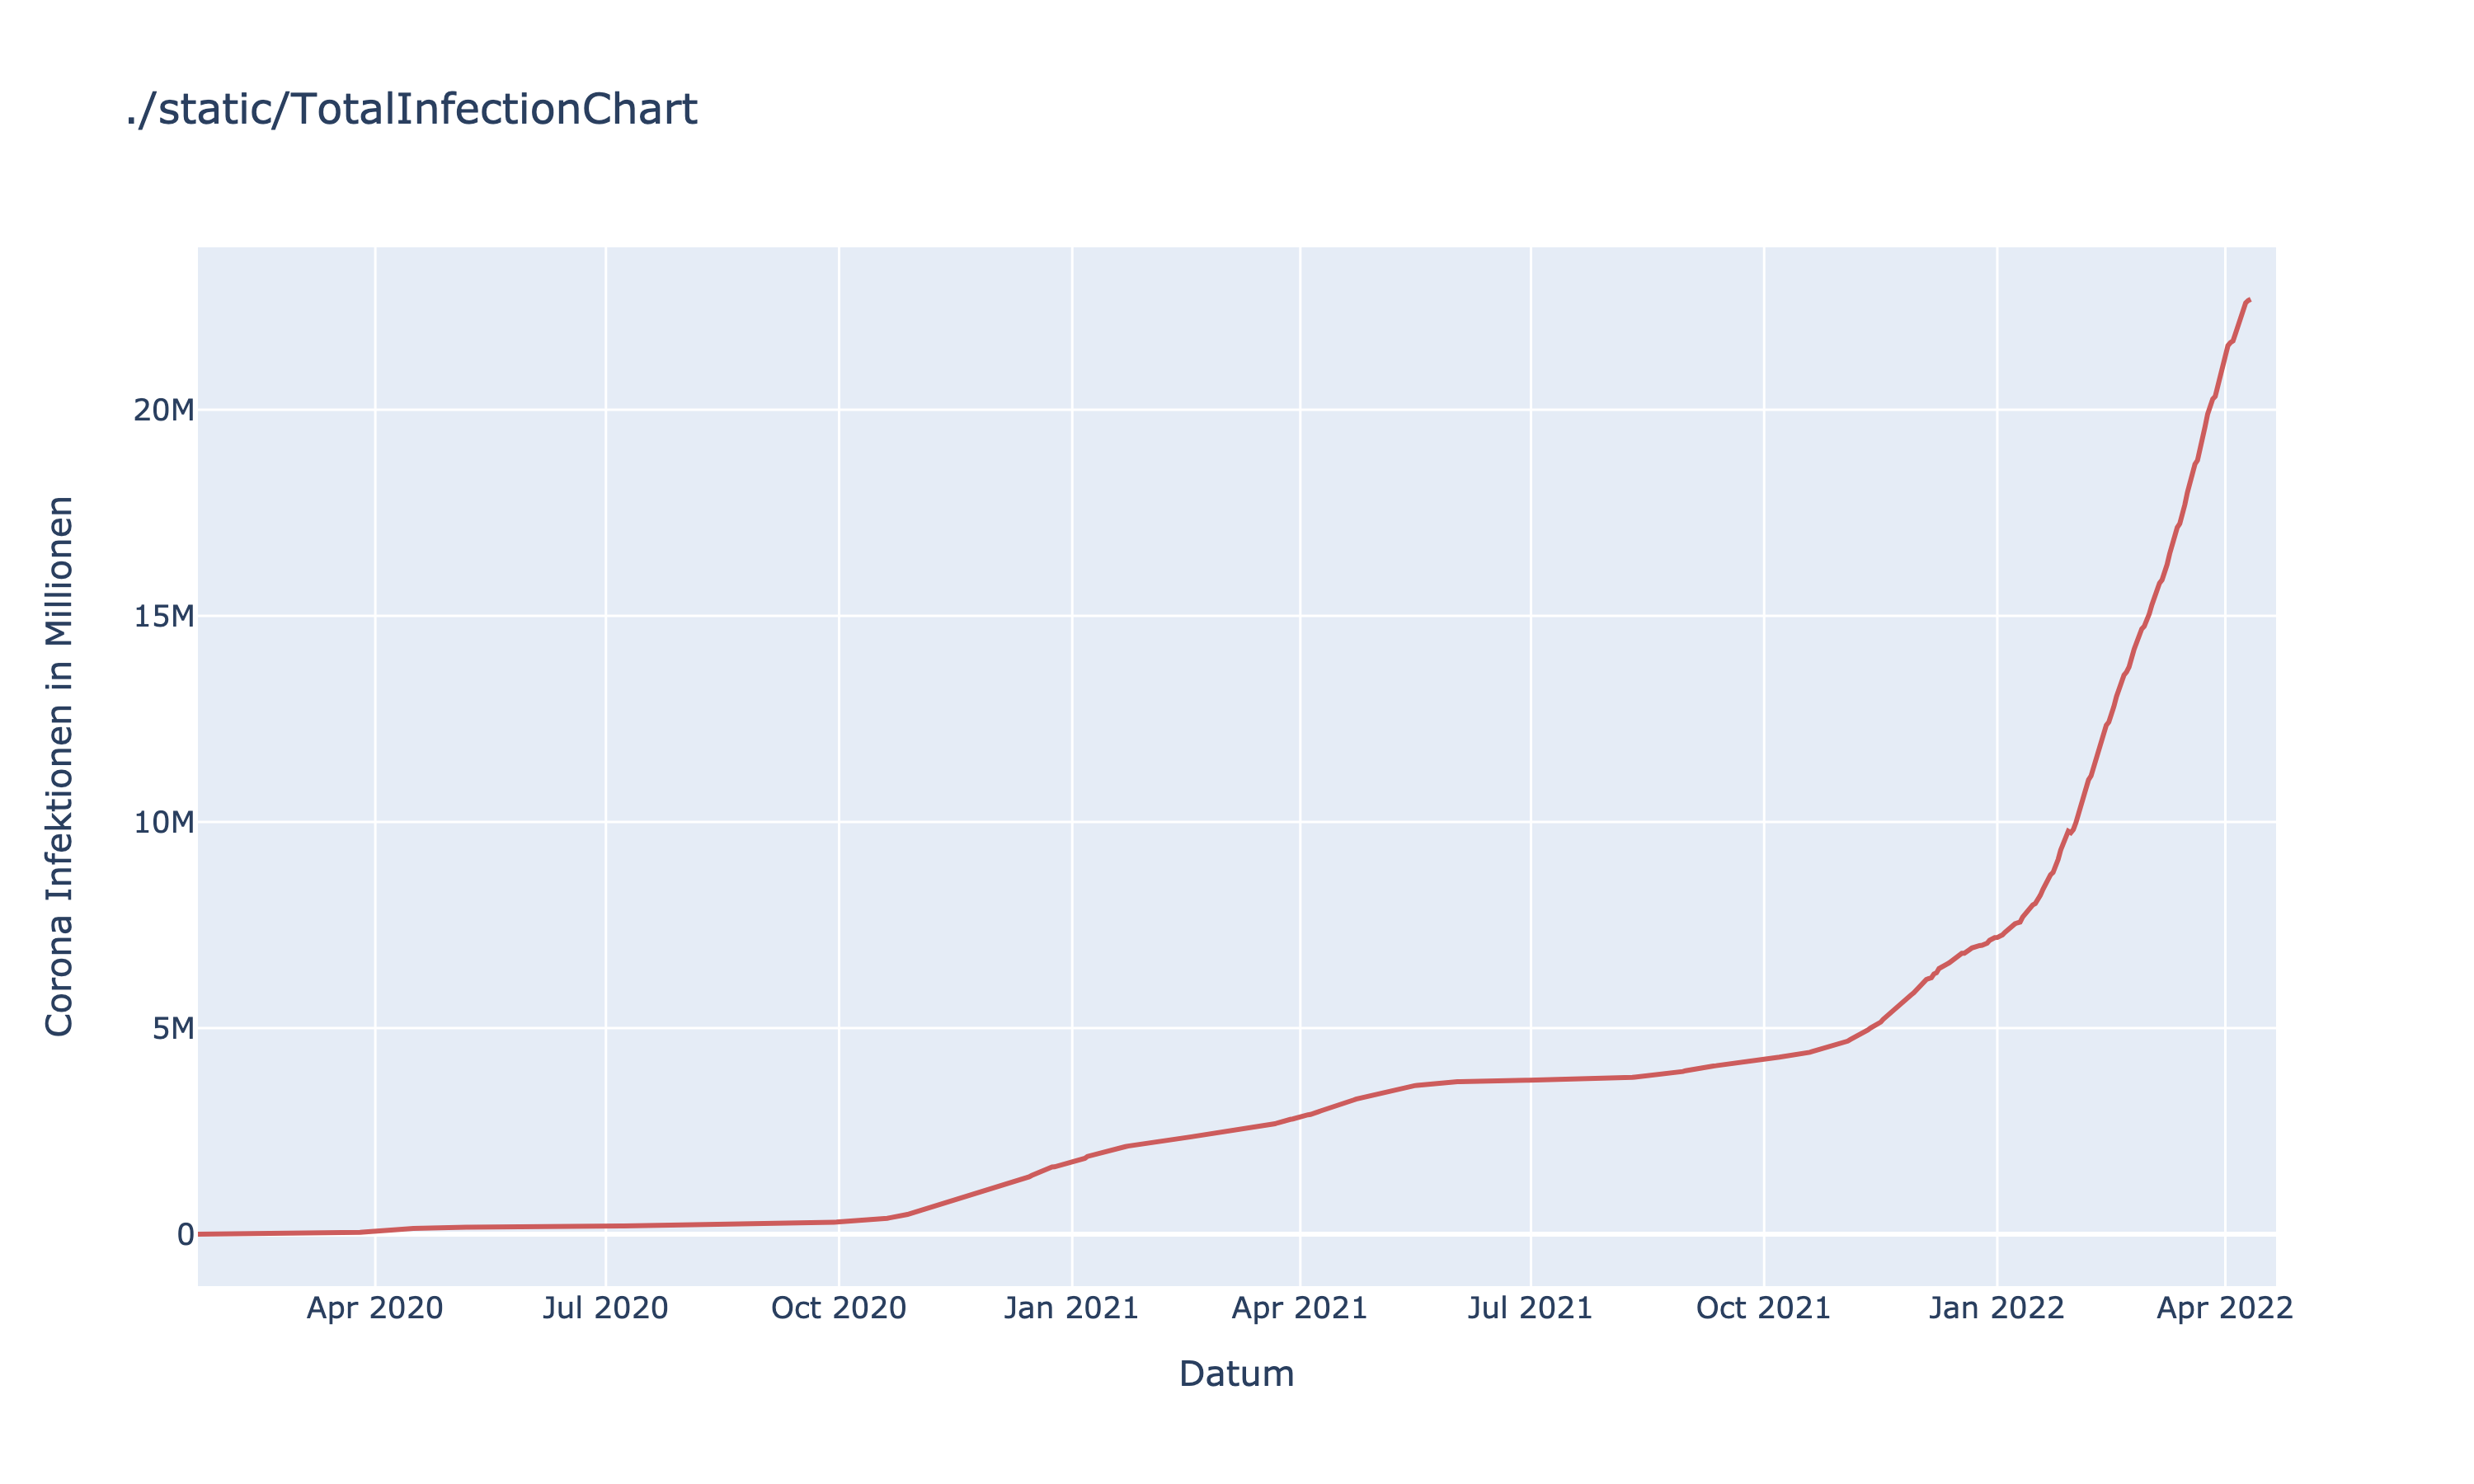 ./static/TotalInfectionChart
Corona Infektionen in Millionen
20M
15M
10M
5M
0
Apr 2020 Jul 2020 Oct 2020 Jan 2021 Apr 2021 Jul 2021 Oct 2021 Jan 2022 Apr 2022
Datum